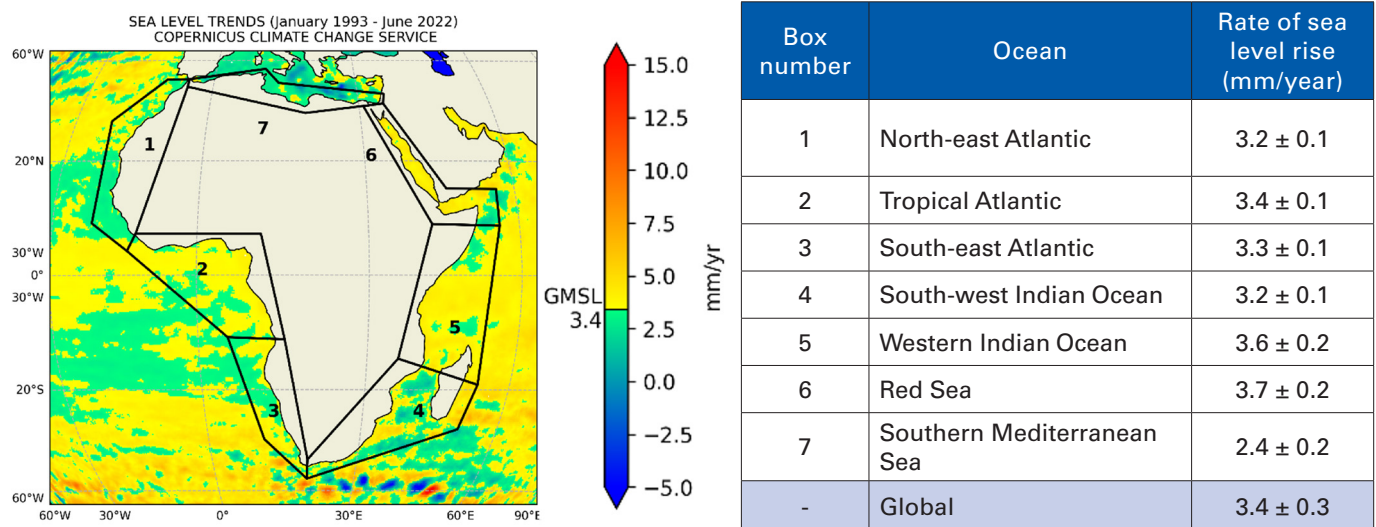 SEA LEVEL TRENDS (January 1993 - June 2022)
COPERNICUS CLIMATE CHANGE SERVICE
60°W
20°N
30°W
0°
30°W
20°S
60°W
60°W 30°W 0° 30°E 60°E 90°E
1
7
6
2
5
3
4
GMSL
3.4
15.0
12.5
10.0
7.5
5.0
2.5
0.0
−2.5
−5.0
mm/yr
Box number Ocean Rate of sea level rise (mm/year)
1 North-east Atlantic 3.2 ± 0.1
2 Tropical Atlantic 3.4 ± 0.1
3 South-east Atlantic 3.3 ± 0.1
4 South-west Indian Ocean 3.2 ± 0.1
5 Western Indian Ocean 3.6 ± 0.2
6 Red Sea 3.7 ± 0.2
7 Southern Mediterranean Sea 2.4 ± 0.2
- Global 3.4 ± 0.3